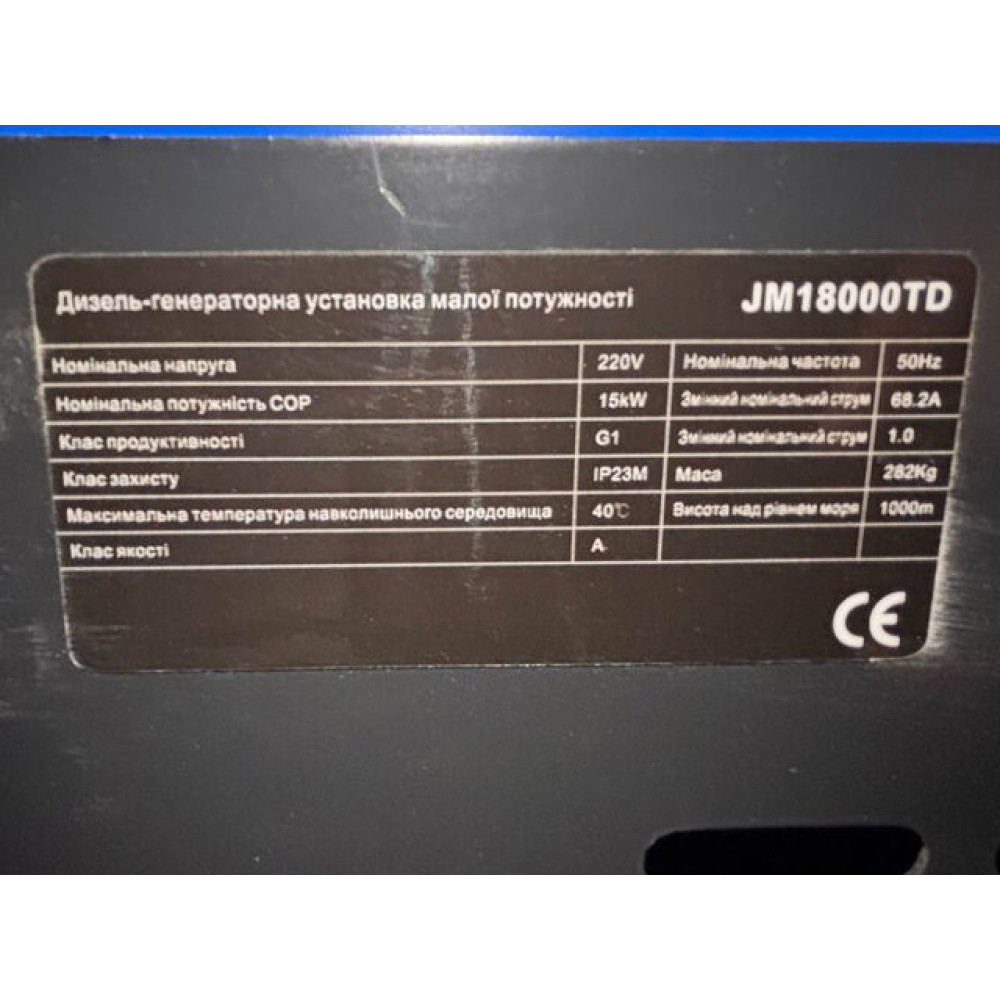 Дизель-генераторна установка малої потужності JM18000TD
Номінальна напруга 220V Номінальна частота 50Hz
Номінальна потужність COP 15kW Змінний номінальний струм 68.2A
Клас продуктивності G1 Змінний номінальний струм 1.0
Клас захисту IP23M Маса 282Kg
Максимальна температура навколишнього середовища 40℃ Висота над рівнем моря 1000m
Клас якості A
CE